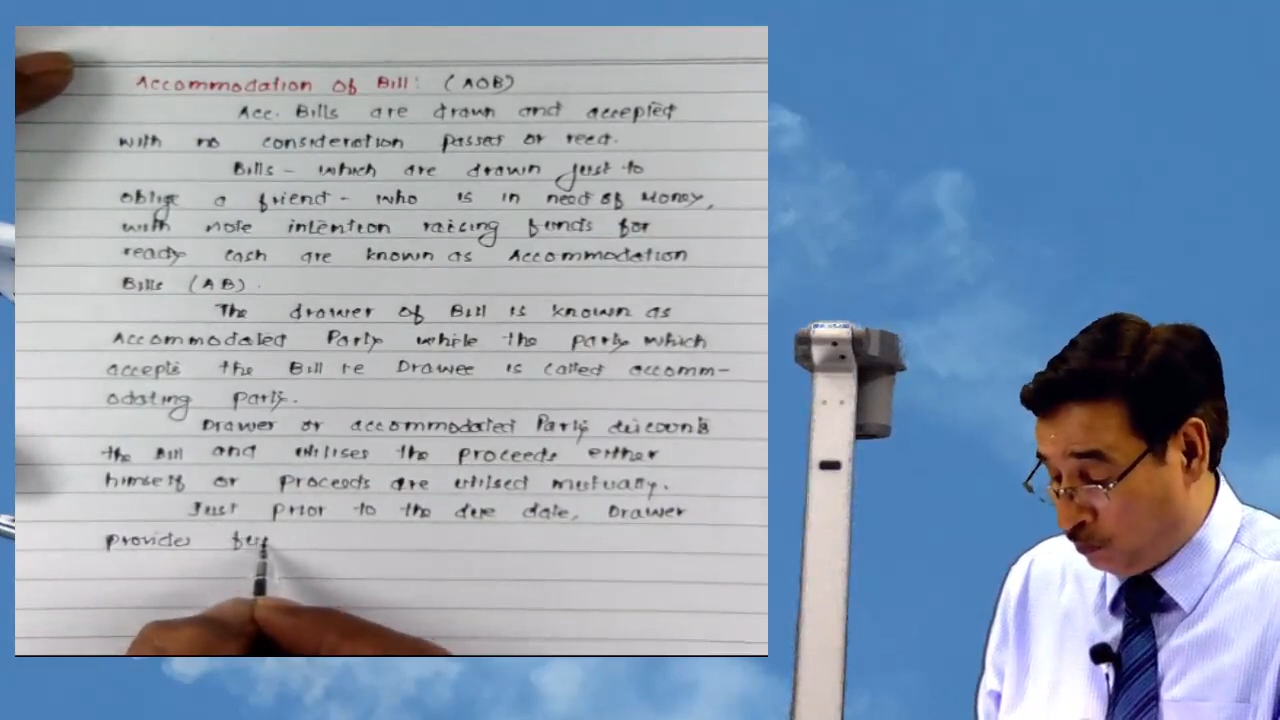 Accommodation of Bill: (AOB)
Acc. Bills are drawn and accepted
with no consideration passes or recd.
Bills - which are drawn just to
oblige a friend - who is in need of Money,
with note intention raising funds for
ready cash are known as Accommodation
Bills (AB).
The drawer of Bill is known as
Accommodated Party while the party which
accepts the Bill ie Drawee is called accomm-
odating party.
Drawer or accommodated Party discounts
the Bill and utilises the proceeds either
himself or proceeds are utilised mutually.
Just prior to the due date, Drawer
provides